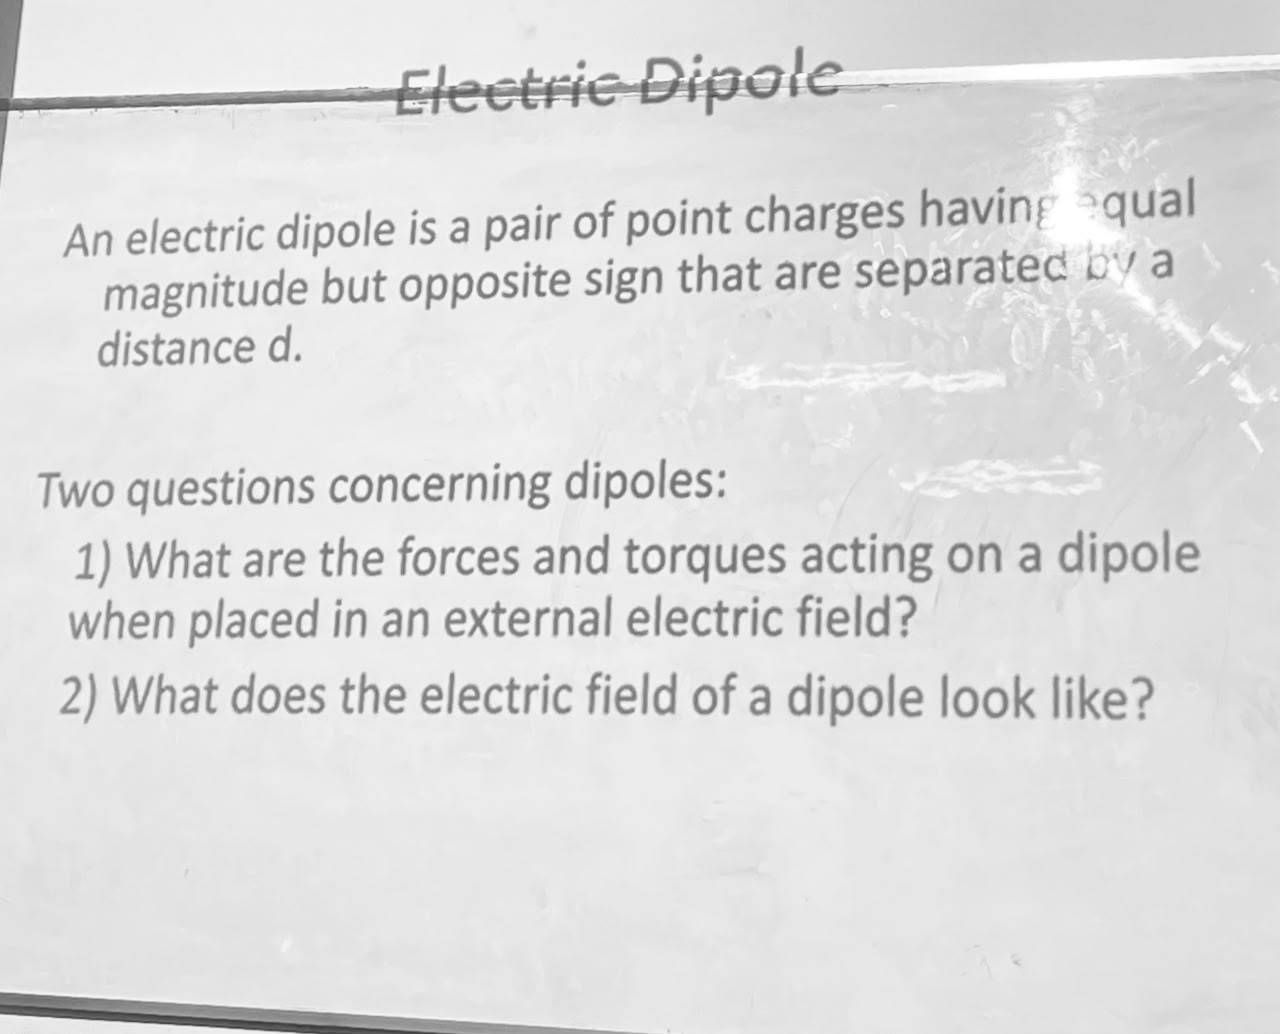 Electric Dipole
An electric dipole is a pair of point charges having equal
magnitude but opposite sign that are separated by a
distance d.
Two questions concerning dipoles:
1) What are the forces and torques acting on a dipole
when placed in an external electric field?
2) What does the electric field of a dipole look like?